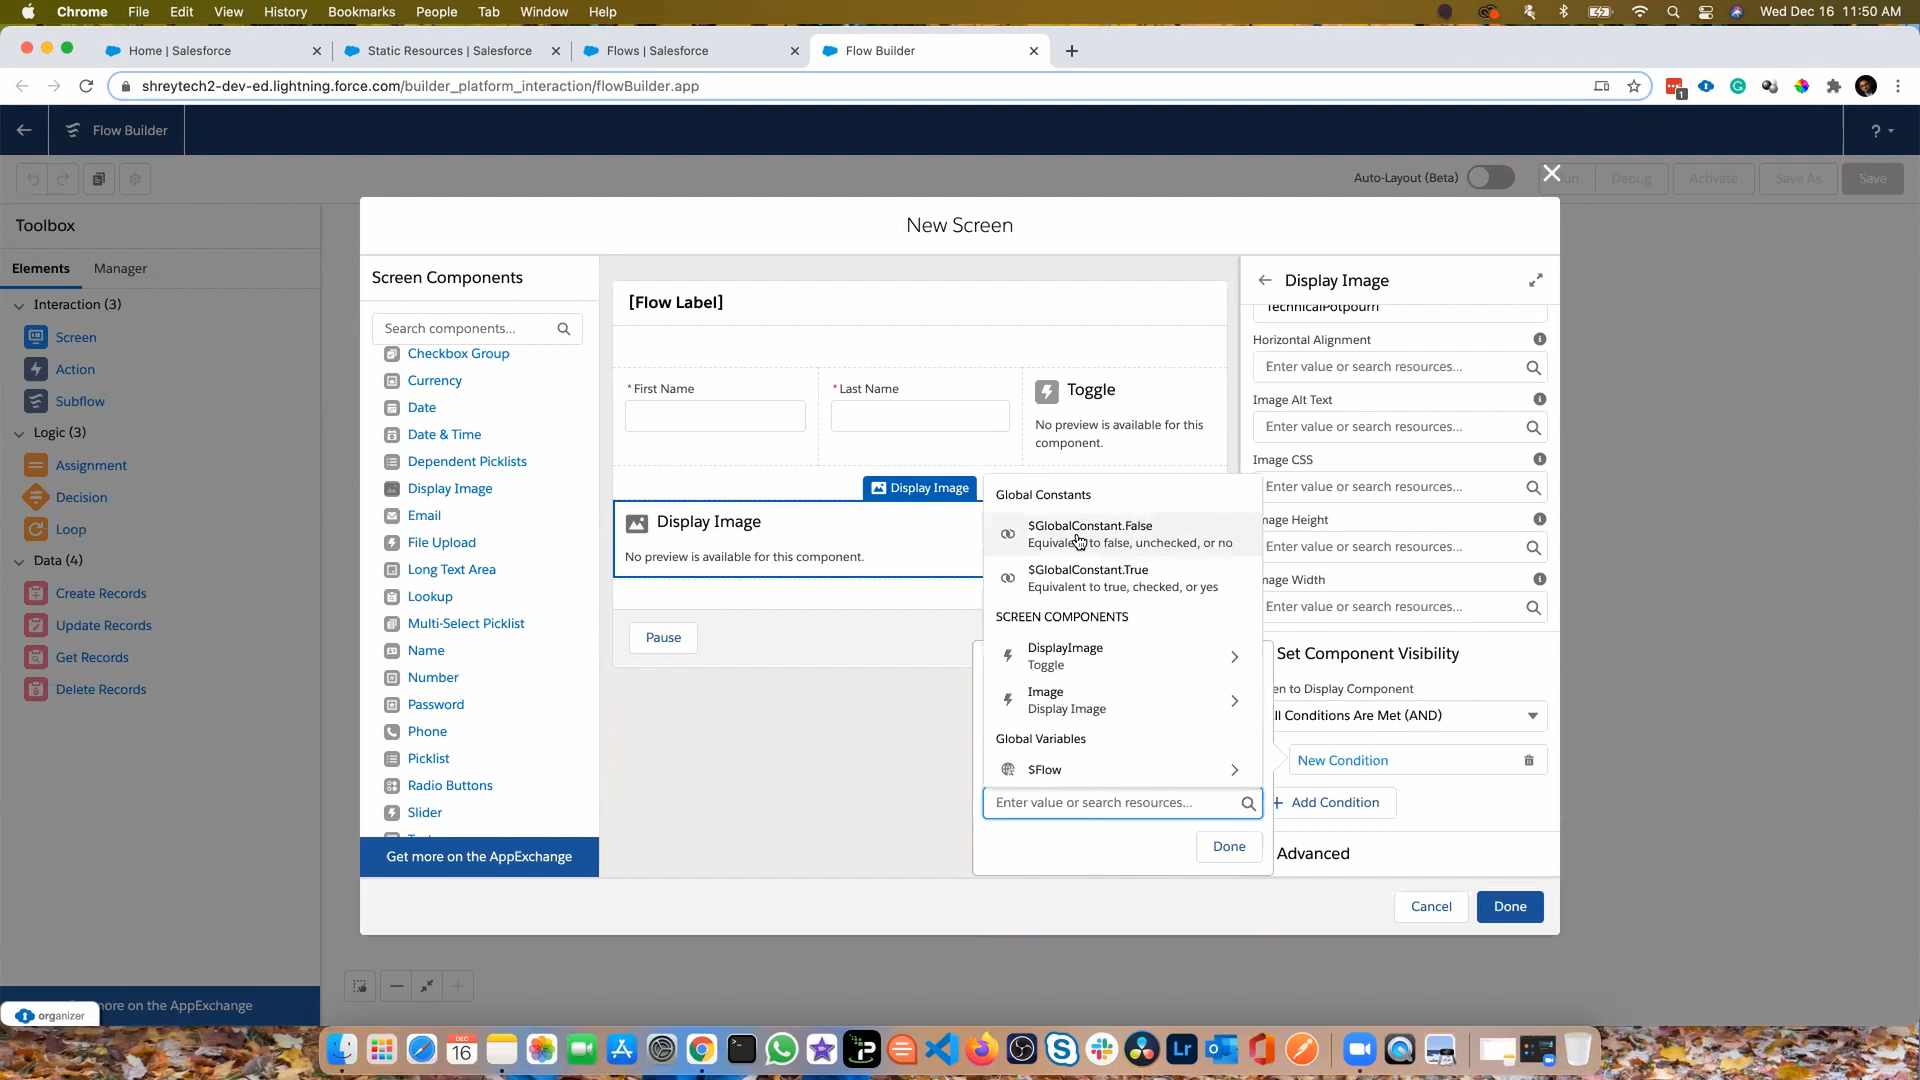 Chrome File Edit View History Bookmarks People Tab Window Help
Wed Dec 16 11:50 AM
Home | Salesforce
Static Resources | Salesforce
Flows | Salesforce
Flow Builder
shreytech2-dev-ed.lightning.force.com/builder_platform_interaction/flowBuilder.app
1
Flow Builder
?
Auto-Layout (Beta)
Debug
Activate
Save As
Save
Toolbox
Elements
Manager
Interaction (3)
Screen
Action
Subflow
Logic (3)
Assignment
Decision
Loop
Data (4)
Create Records
Update Records
Get Records
Delete Records
more on the AppExchange
organizer
New Screen
Screen Components
Search components...
Checkbox Group
Currency
Date
Date & Time
Dependent Picklists
Display Image
Email
File Upload
Long Text Area
Lookup
Multi-Select Picklist
Name
Number
Password
Phone
Picklist
Radio Buttons
Slider
Get more on the AppExchange
[Flow Label]
* First Name
* Last Name
Toggle
No preview is available for this
component.
Display Image
Display Image
No preview is available for this component.
Pause
Global Constants
$GlobalConstant.False
Equivalent to false, unchecked, or no
$GlobalConstant.True
Equivalent to true, checked, or yes
SCREEN COMPONENTS
DisplayImage
Toggle
Image
Display Image
Global Variables
$Flow
Enter value or search resources...
Done
Display Image
TechnicalPotpourri
Horizontal Alignment
Enter value or search resources...
Image Alt Text
Enter value or search resources...
Image CSS
Enter value or search resources...
mage Height
Enter value or search resources...
mage Width
Enter value or search resources...
Set Component Visibility
en to Display Component
ll Conditions Are Met (AND)
New Condition
+ Add Condition
Advanced
Cancel
Done
DEC
16
iP
Lr